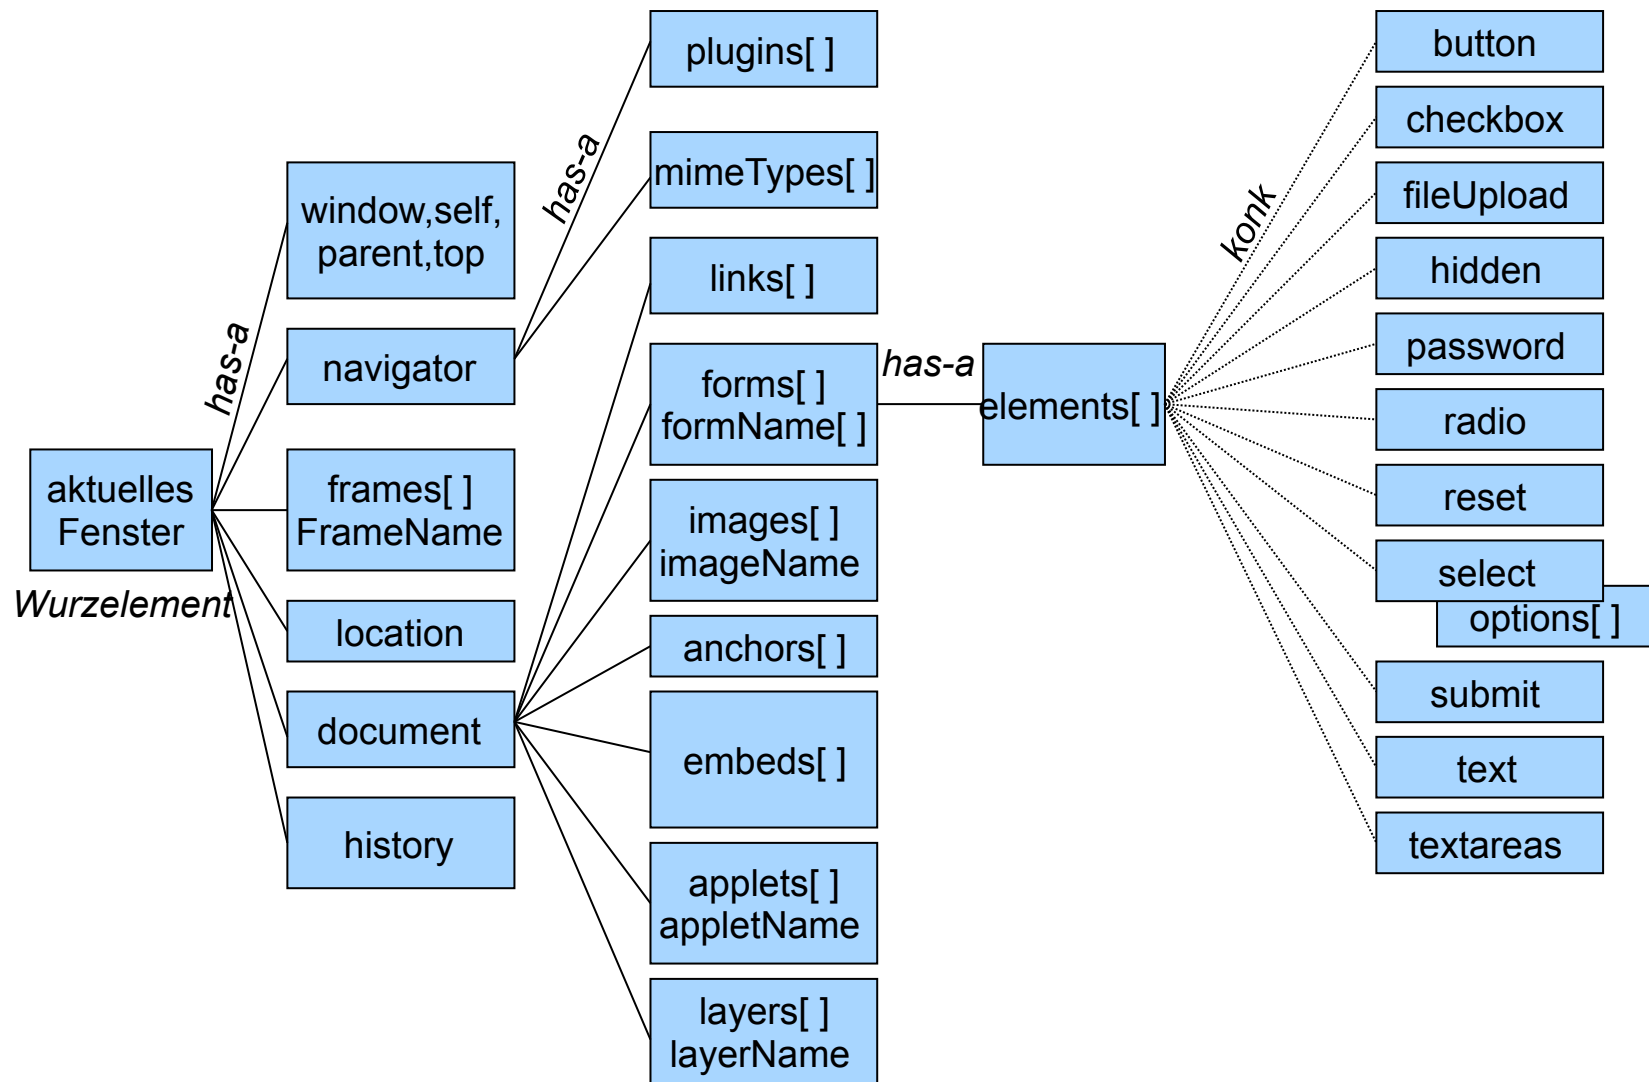 aktuelles
Fenster
Wurzelement
has-a
window,self,
parent,top
navigator
frames[ ]
FrameName
location
document
history
has-a
plugins[ ]
mimeTypes[ ]
links[ ]
forms[ ]
formName[ ]
images[ ]
imageName
anchors[ ]
embeds[ ]
applets[ ]
appletName
layers[ ]
layerName
has-a
elements[ ]
konk
button
checkbox
fileUpload
hidden
password
radio
reset
select
options[ ]
submit
text
textareas